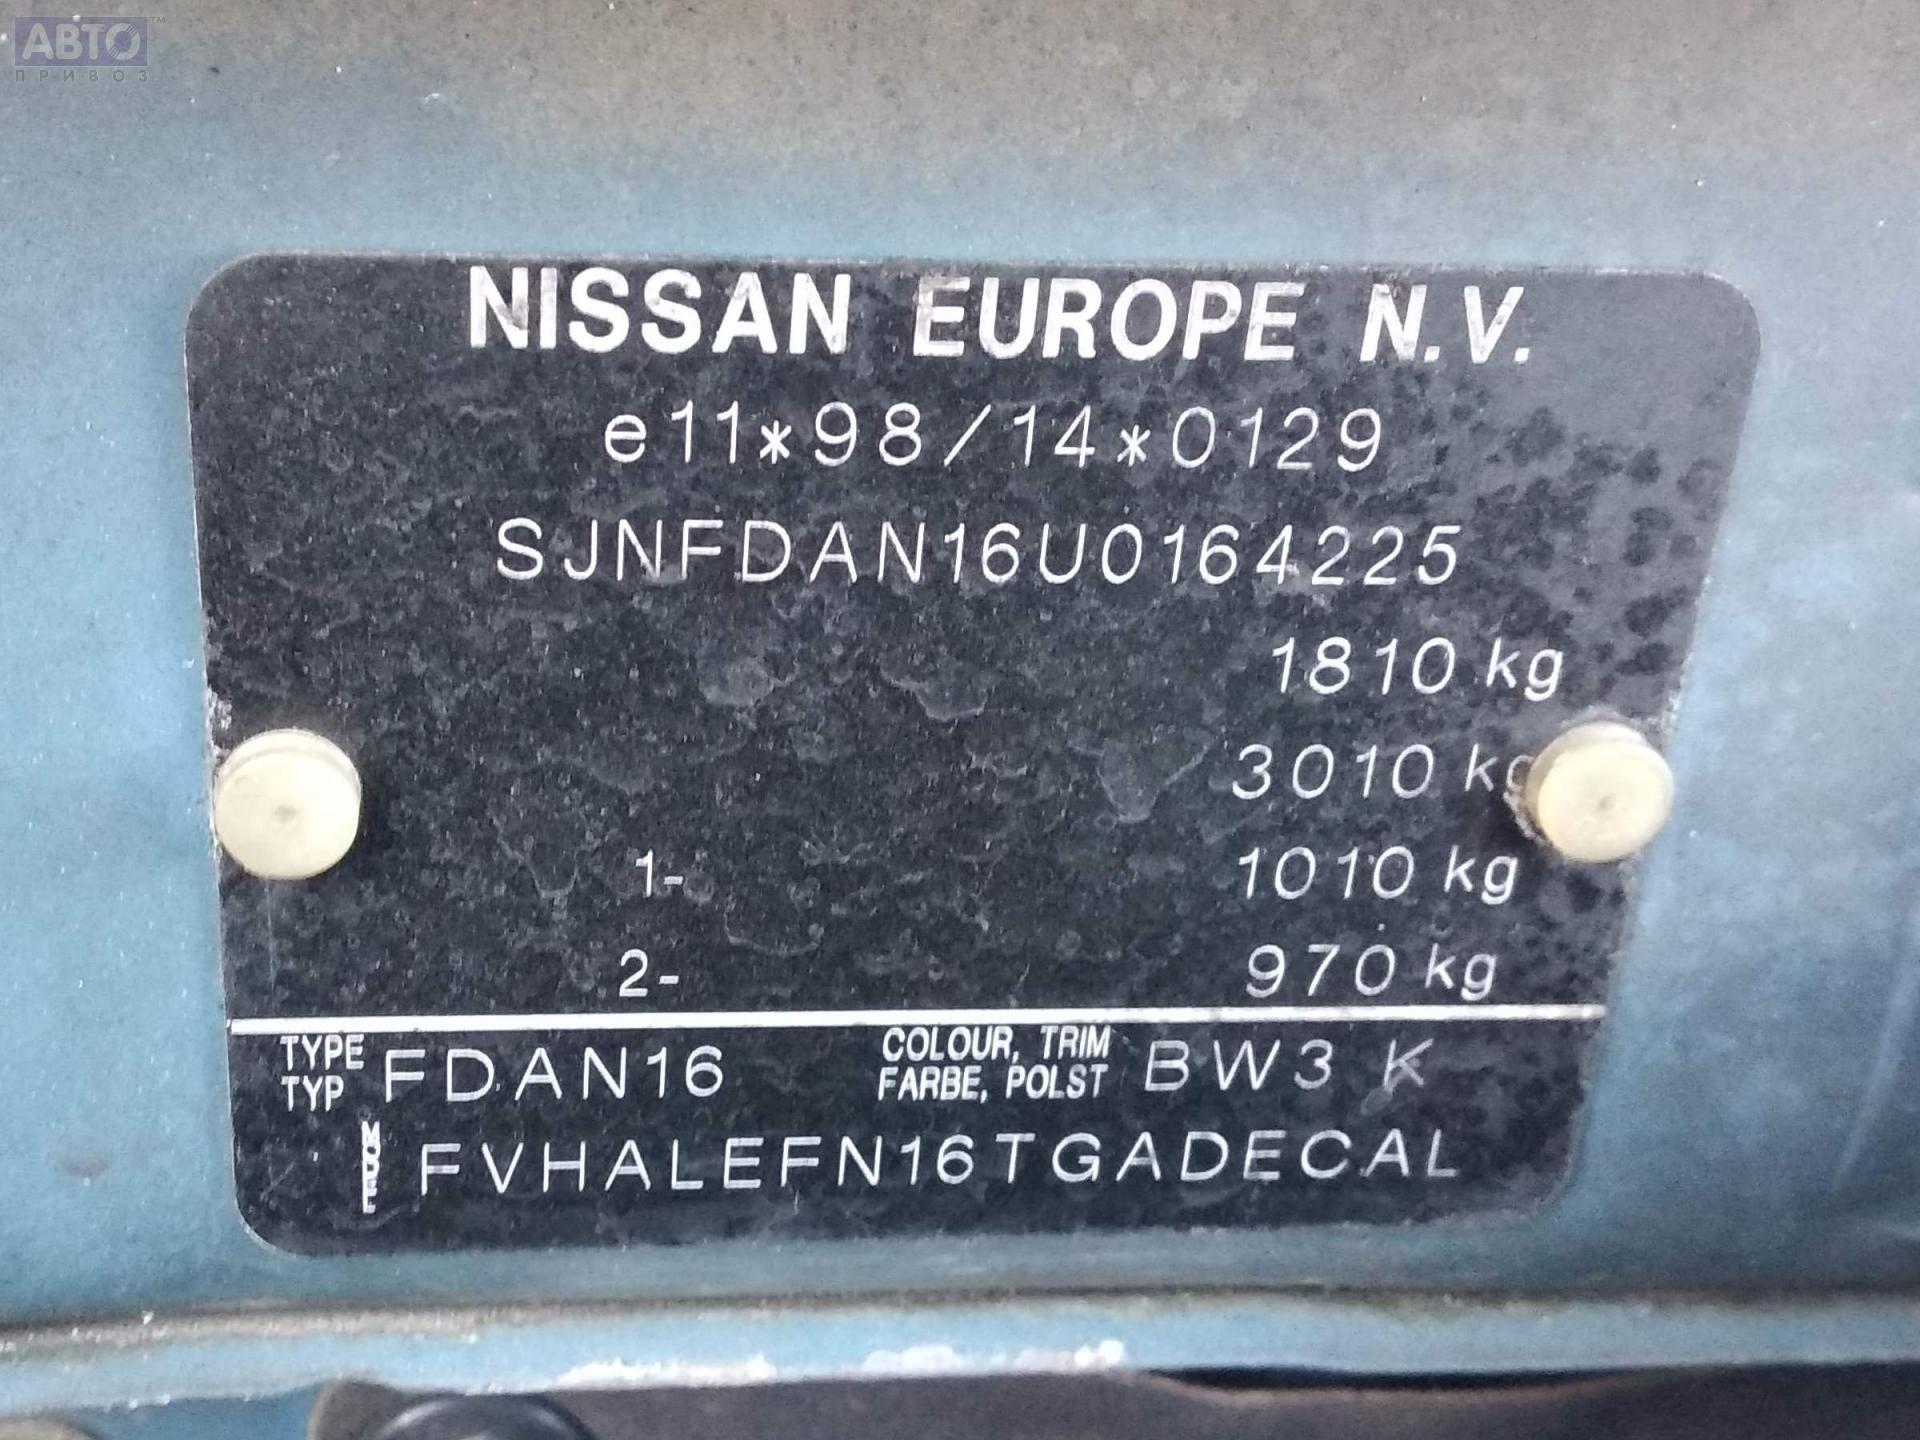 АВТО™
ПРИВОЗ
NISSAN EUROPE N.V.
e11*98/14*0129
SJNFDAN16U0164225
1810 kg
3010 kg
1- 1010 kg
2- 970 kg
TYPE
TYP FDAN16
COLOUR, TRIM
FARBE, POLST BW3 K
MODEL FVHALEFN16TGADECAL